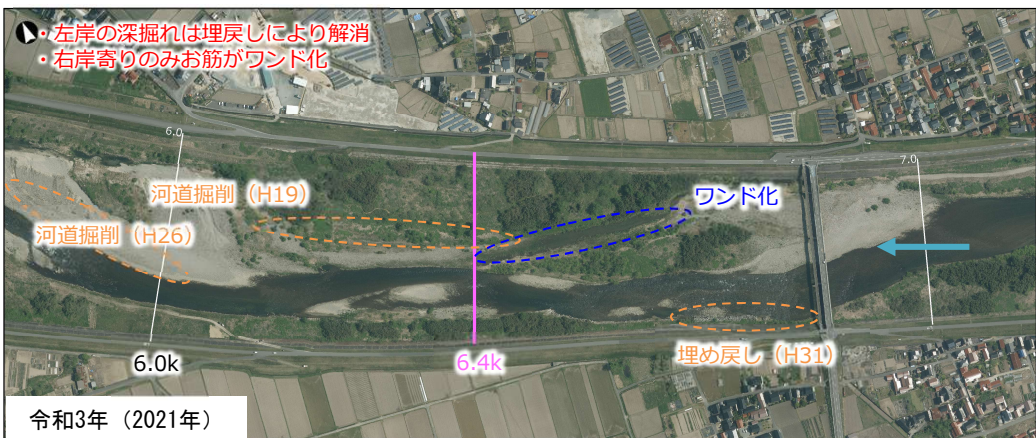 ・左岸の深掘れは埋戻しにより解消
・右岸寄りのみお筋がワンド化
6.0
7.0
河道掘削（H19）
ワンド化
河道掘削（H26）
6.0k
6.4k
埋め戻し（H31）
令和3年（2021年）